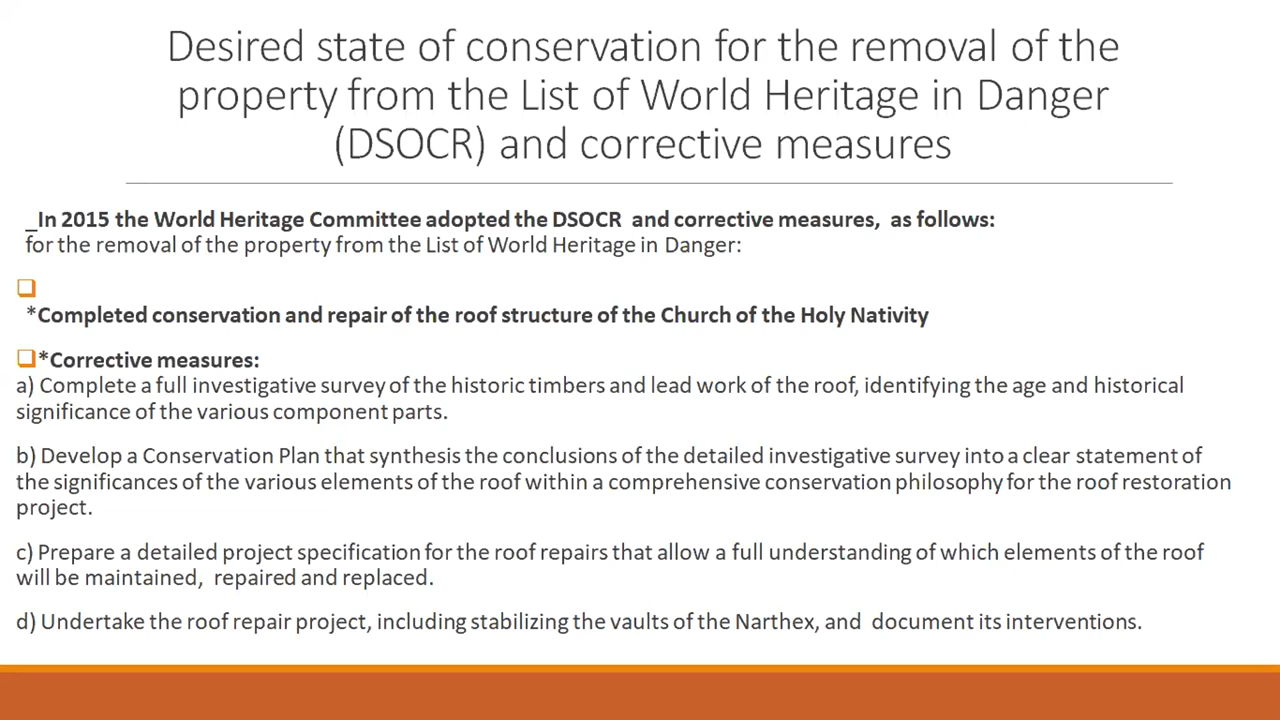 Desired state of conservation for the removal of the
property from the List of World Heritage in Danger
(DSOCR) and corrective measures
_In 2015 the World Heritage Committee adopted the DSOCR  and corrective measures,  as follows:
for the removal of the property from the List of World Heritage in Danger:
*Completed conservation and repair of the roof structure of the Church of the Holy Nativity
*Corrective measures:
a) Complete a full investigative survey of the historic timbers and lead work of the roof, identifying the age and historical
significance of the various component parts.
b) Develop a Conservation Plan that synthesis the conclusions of the detailed investigative survey into a clear statement of
the significances of the various elements of the roof within a comprehensive conservation philosophy for the roof restoration
project.
c) Prepare a detailed project specification for the roof repairs that allow a full understanding of which elements of the roof
will be maintained,  repaired and replaced.
d) Undertake the roof repair project, including stabilizing the vaults of the Narthex, and  document its interventions.